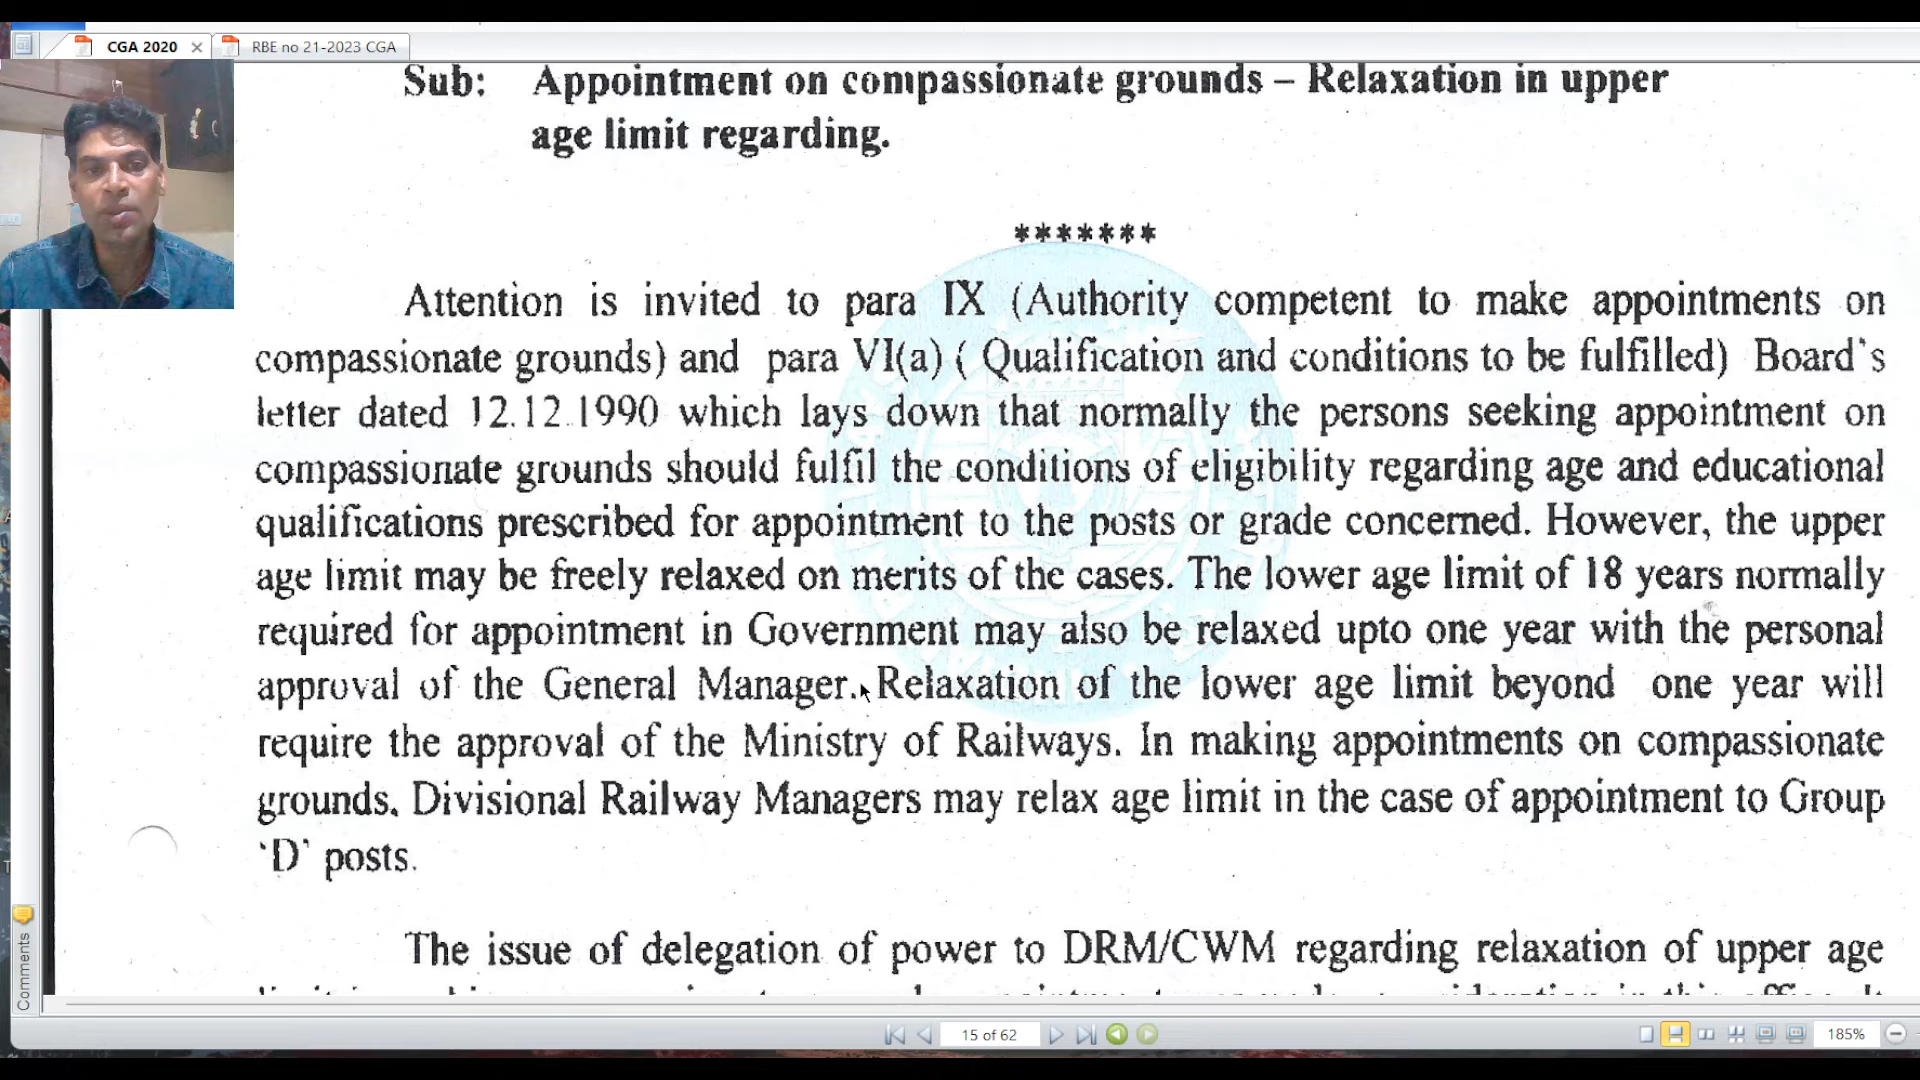 CGA 2020
RBE no 21-2023 CGA
Sub: Appointment on compassionate grounds – Relaxation in upper
age limit regarding.
*******
Attention is invited to para IX (Authority competent to make appointments on
compassionate grounds) and para VI(a) ( Qualification and conditions to be fulfilled) Board's
letter dated 12.12.1990 which lays down that normally the persons seeking appointment on
compassionate grounds should fulfil the conditions of eligibility regarding age and educational
qualifications prescribed for appointment to the posts or grade concerned. However, the upper
age limit may be freely relaxed on merits of the cases. The lower age limit of 18 years normally
required for appointment in Government may also be relaxed upto one year with the personal
approval of the General Manager. Relaxation of the lower age limit beyond one year will
require the approval of the Ministry of Railways. In making appointments on compassionate
grounds, Divisional Railway Managers may relax age limit in the case of appointment to Group
'D' posts.
The issue of delegation of power to DRM/CWM regarding relaxation of upper age
Comments
15 of 62
185%